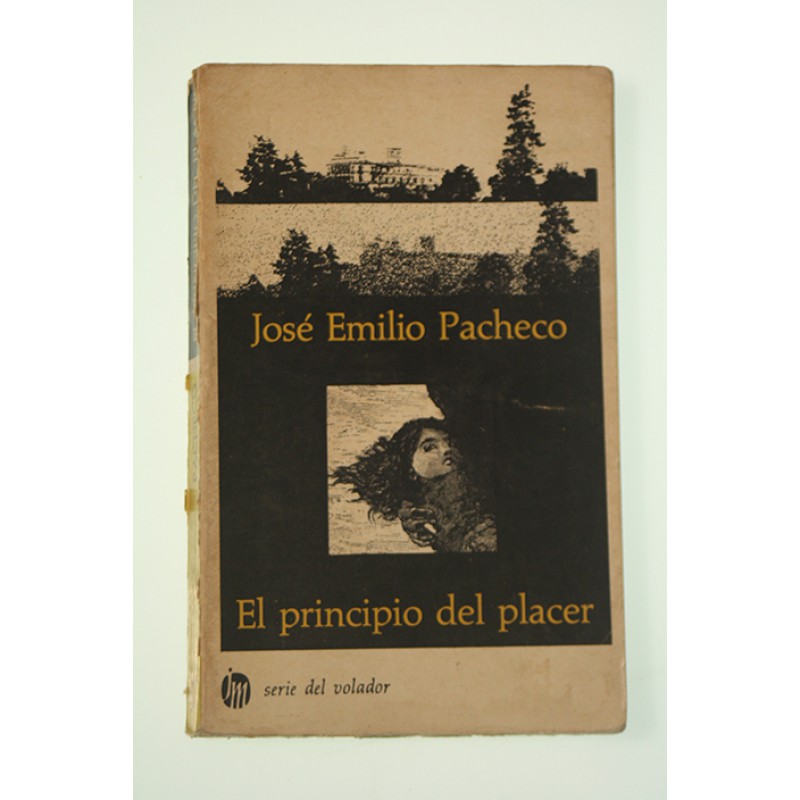 José Emilio Pacheco
El principio del placer
jm serie del volador